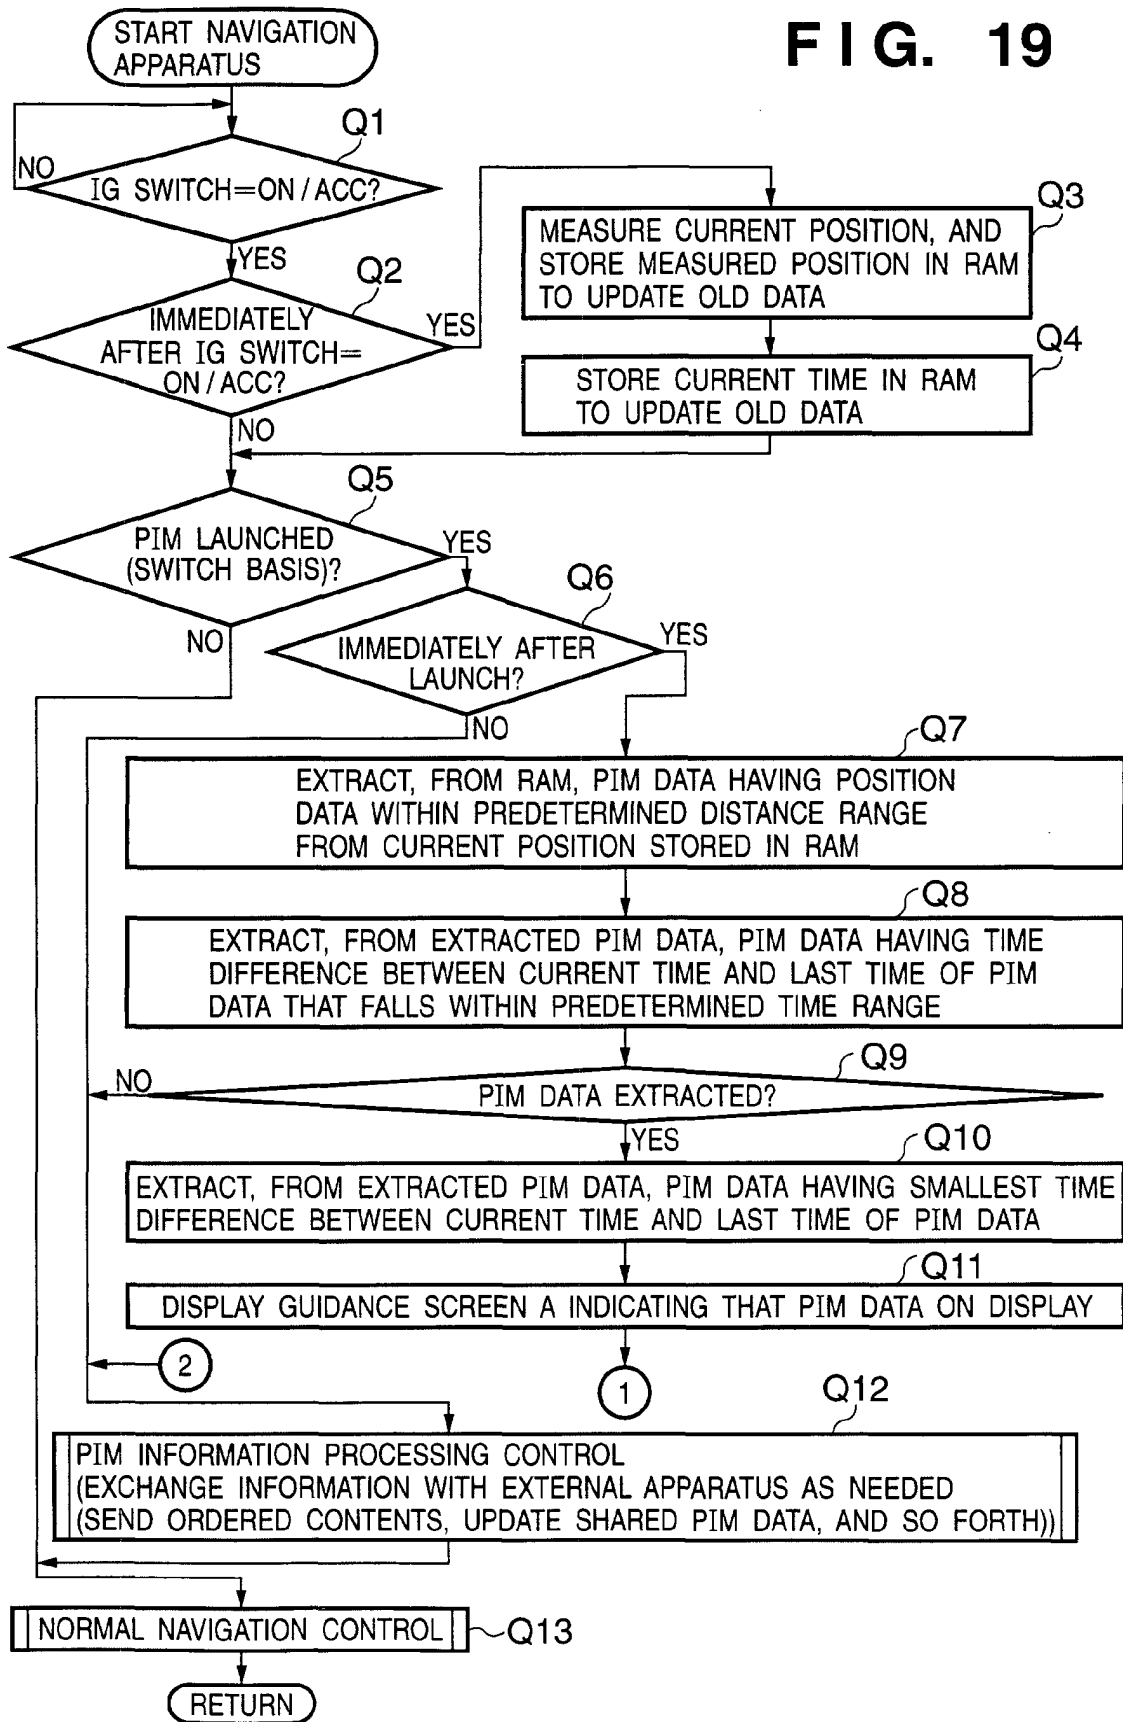 FIG. 19
START NAVIGATION
APPARATUS
Q1
NO
IG SWITCH=ON/ACC?
YES
Q2
IMMEDIATELY
AFTER IG SWITCH=
ON/ACC?
YES
NO
Q3
MEASURE CURRENT POSITION, AND
STORE MEASURED POSITION IN RAM
TO UPDATE OLD DATA
Q4
STORE CURRENT TIME IN RAM
TO UPDATE OLD DATA
Q5
PIM LAUNCHED
(SWITCH BASIS)?
YES
NO
Q6
IMMEDIATELY AFTER
LAUNCH?
YES
NO
Q7
EXTRACT, FROM RAM, PIM DATA HAVING POSITION
DATA WITHIN PREDETERMINED DISTANCE RANGE
FROM CURRENT POSITION STORED IN RAM
Q8
EXTRACT, FROM EXTRACTED PIM DATA, PIM DATA HAVING TIME
DIFFERENCE BETWEEN CURRENT TIME AND LAST TIME OF PIM
DATA THAT FALLS WITHIN PREDETERMINED TIME RANGE
Q9
NO
PIM DATA EXTRACTED?
YES
Q10
EXTRACT, FROM EXTRACTED PIM DATA, PIM DATA HAVING SMALLEST TIME
DIFFERENCE BETWEEN CURRENT TIME AND LAST TIME OF PIM DATA
Q11
DISPLAY GUIDANCE SCREEN A INDICATING THAT PIM DATA ON DISPLAY
2
1
Q12
PIM INFORMATION PROCESSING CONTROL
(EXCHANGE INFORMATION WITH EXTERNAL APPARATUS AS NEEDED
(SEND ORDERED CONTENTS, UPDATE SHARED PIM DATA, AND SO FORTH))
NORMAL NAVIGATION CONTROL
Q13
RETURN